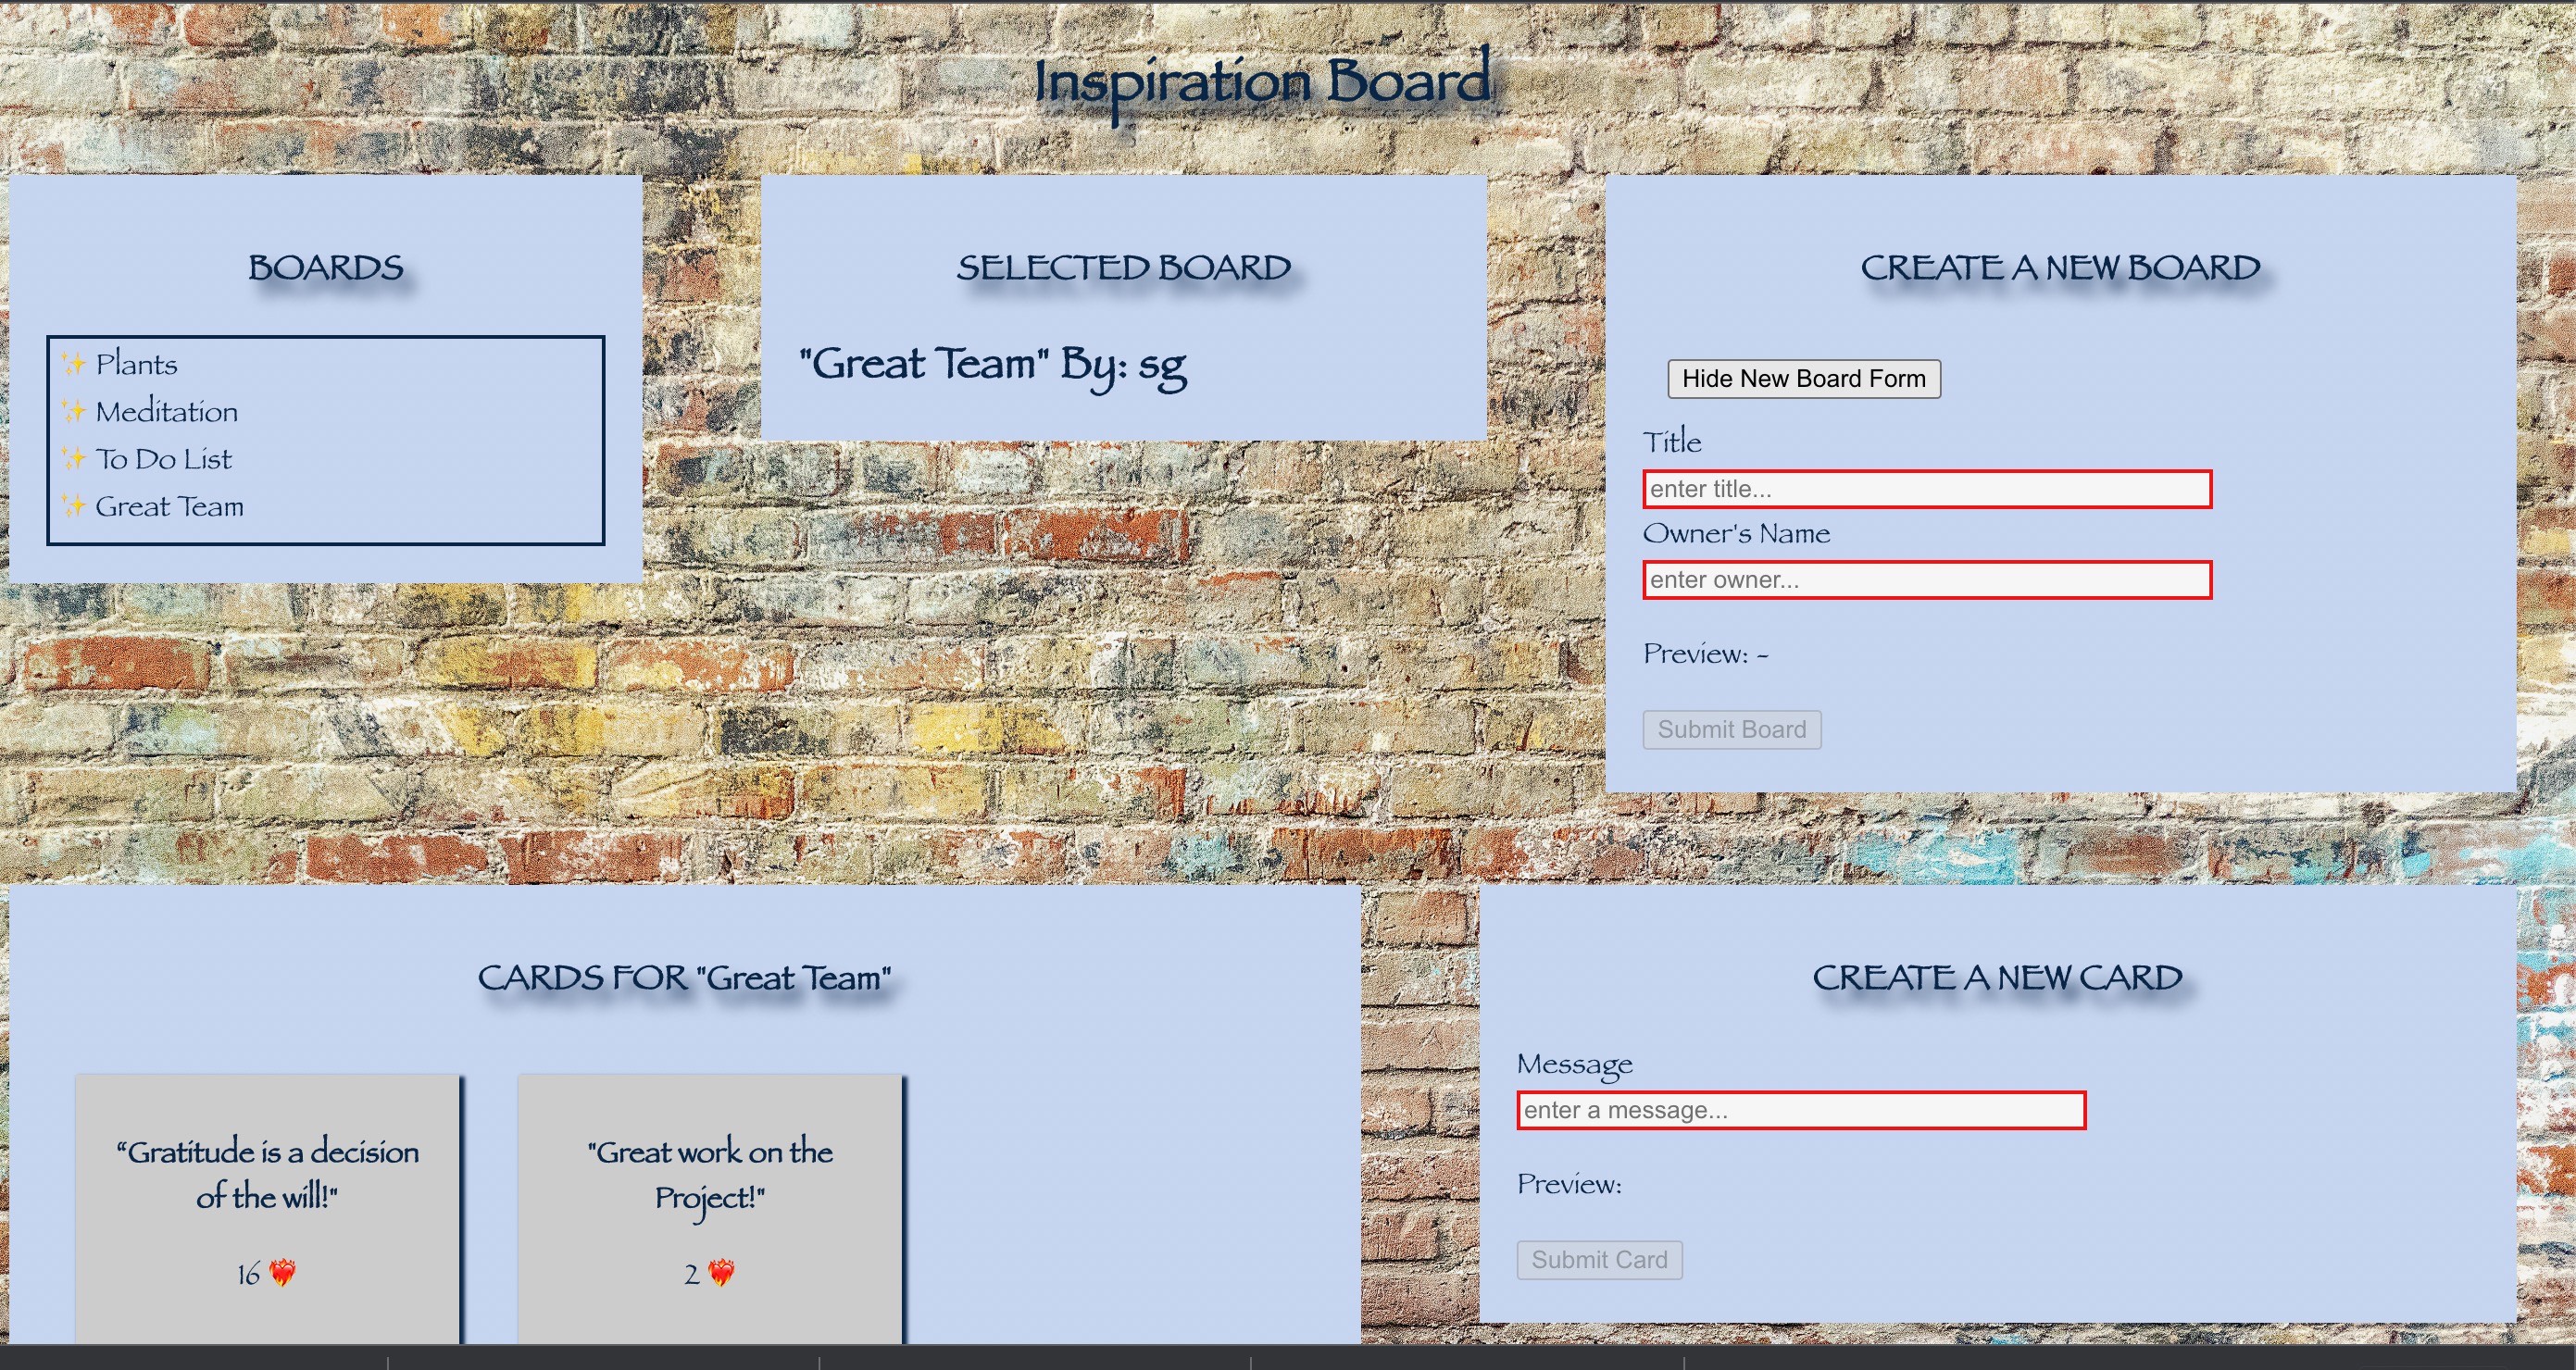 Inspiration Board
BOARDS
✨ Plants
✨ Meditation
✨ To Do List
✨ Great Team
SELECTED BOARD
"Great Team" By: sg
CREATE A NEW BOARD
Hide New Board Form
Title
enter title...
Owner's Name
enter owner...
Preview: -
Submit Board
CARDS FOR "Great Team"
“Gratitude is a decision
of the will!"
16 ❤️‍🔥
"Great work on the
Project!"
2 ❤️‍🔥
CREATE A NEW CARD
Message
enter a message...
Preview:
Submit Card